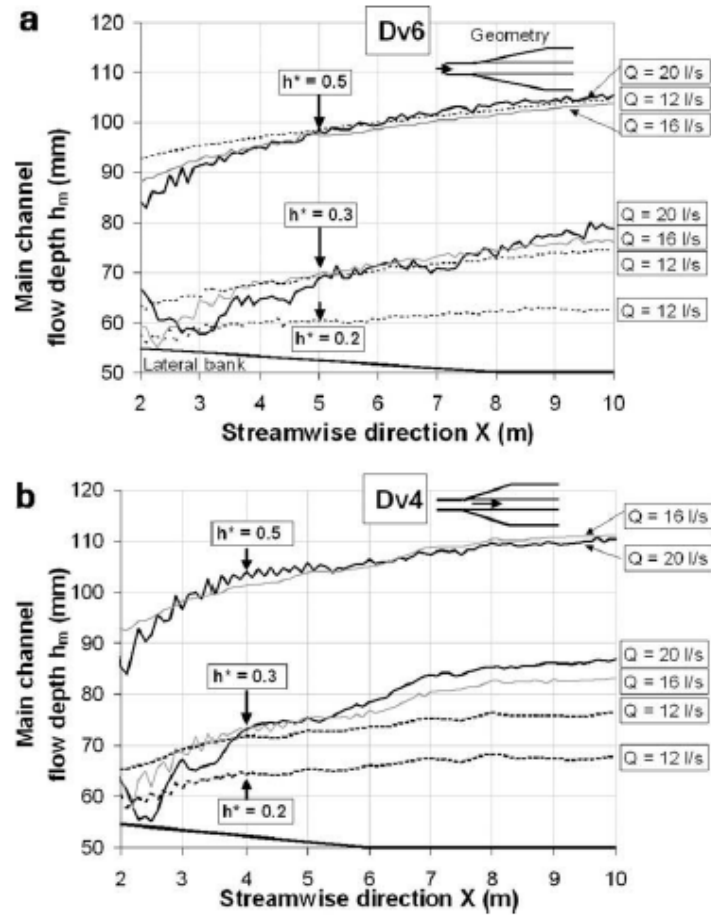 a
Dv6
Geometry
120
110
100
90
80
70
60
50
Main channel
flow depth hm (mm)
h* = 0.5
h* = 0.3
h* = 0.2
Q = 20 l/s
Q = 12 l/s
Q = 16 l/s
Q = 20 l/s
Q = 16 l/s
Q = 12 l/s
Q = 12 l/s
Lateral bank
2 3 4 5 6 7 8 9 10
Streamwise direction X (m)
b
Dv4
120
110
100
90
80
70
60
50
Main channel
flow depth hm (mm)
h* = 0.5
h* = 0.3
h* = 0.2
Q = 16 l/s
Q = 20 l/s
Q = 20 l/s
Q = 16 l/s
Q = 12 l/s
Q = 12 l/s
2 3 4 5 6 7 8 9 10
Streamwise direction X (m)